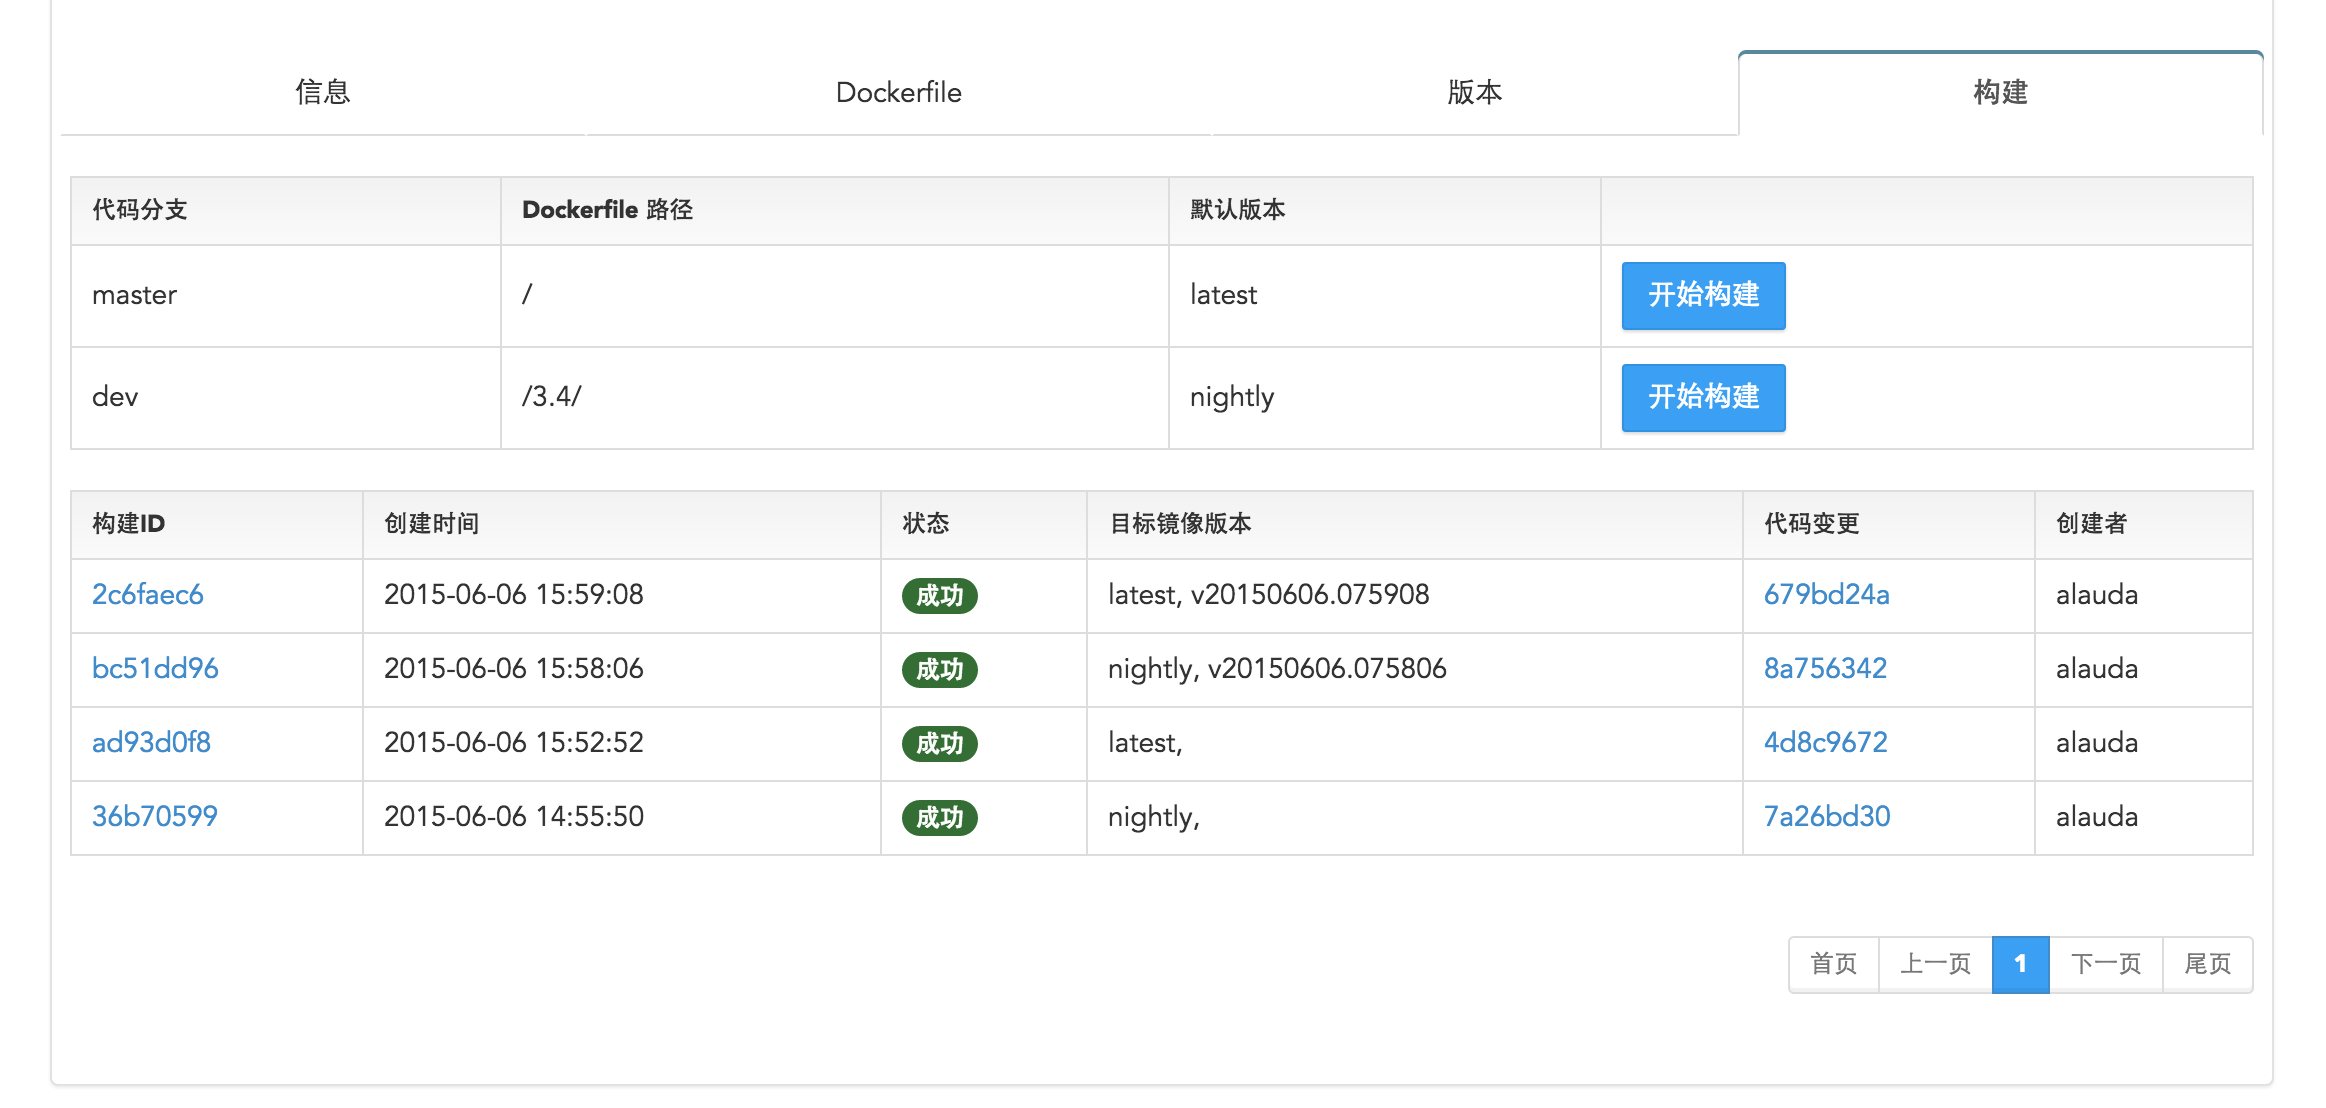 信息 Dockerfile 版本 构建
代码分支 Dockerfile 路径 默认版本
master / latest 开始构建
dev /3.4/ nightly 开始构建
构建ID 创建时间 状态 目标镜像版本 代码变更 创建者
2c6faec6 2015-06-06 15:59:08 成功 latest, v20150606.075908 679bd24a alauda
bc51dd96 2015-06-06 15:58:06 成功 nightly, v20150606.075806 8a756342 alauda
ad93d0f8 2015-06-06 15:52:52 成功 latest, 4d8c9672 alauda
36b70599 2015-06-06 14:55:50 成功 nightly, 7a26bd30 alauda
首页 上一页 1 下一页 尾页